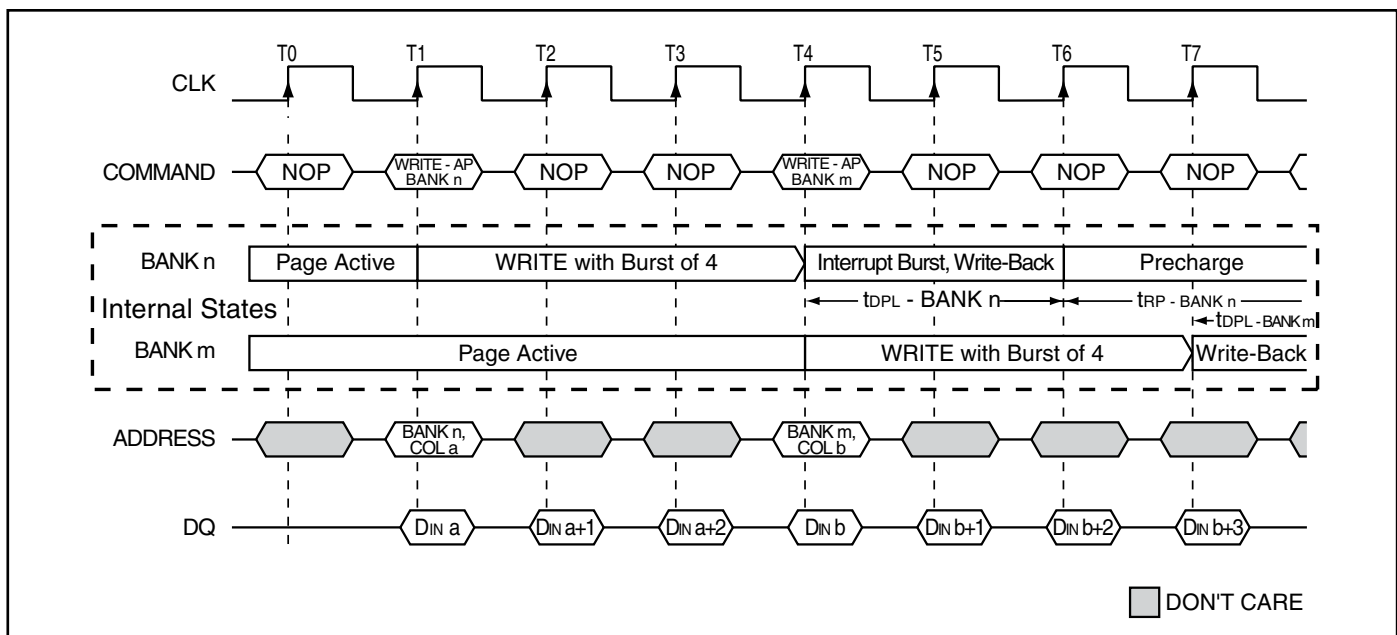 T0 T1 T2 T3 T4 T5 T6 T7
CLK
COMMAND NOP WRITE - AP BANK n NOP NOP WRITE - AP BANK m NOP NOP NOP
BANK n Page Active WRITE with Burst of 4 Interrupt Burst, Write-Back Precharge
Internal States tDPL - BANK n tRP - BANK n
tDPL - BANK m
BANK m Page Active WRITE with Burst of 4 Write-Back
ADDRESS BANK n, COL a BANK m, COL b
DQ DIN a DIN a+1 DIN a+2 DIN b DIN b+1 DIN b+2 DIN b+3
DON'T CARE